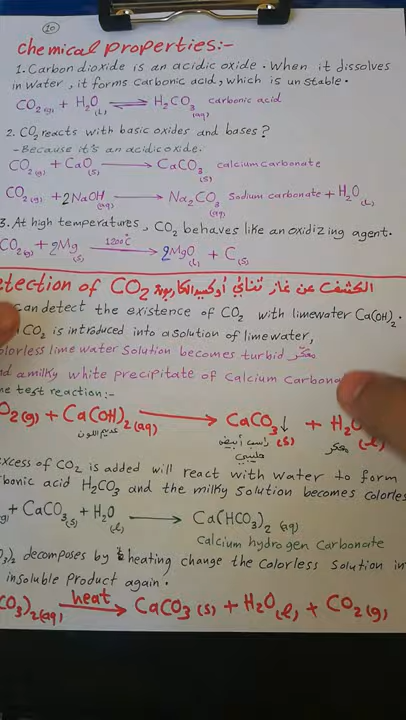 20
Chemical Properties:-
1. Carbon dioxide is an acidic oxide. When it dissolves
in water, it forms carbonic acid, which is unstable.
CO₂(g) + H₂O(l) ⇌ H₂CO₃(aq) carbonic acid
2. CO₂ reacts with basic oxides and bases?
- Because it's an acidic oxide.
CO₂(g) + CaO(s) → CaCO₃(s) calcium carbonate
CO₂(g) + 2NaOH(aq) → Na₂CO₃(aq) Sodium carbonate + H₂O(l)
3. At high temperatures, CO₂ behaves like an oxidizing agent.
CO₂(g) + 2Mg(s) → 2MgO(l) + C(s)
etection of CO₂ الكشف عن غاز ثنائي أوكسيد الكاربون
can detect the existence of CO₂ with limewater Ca(OH)₂.
CO₂ is introduced into a solution of limewater,
olorless lime water solution becomes turbid معكر
d a milky white precipitate of Calcium Carbona
e test reaction:-
O₂(g) + Ca(OH)₂(aq) → CaCO₃↓(s) + H₂O(l)
عديم اللون راسب أبيض معكر
حليبي
xcess of CO₂ is added will react with water to form
bonic acid H₂CO₃ and the milky solution becomes colorles
+ CaCO₃(s) + H₂O(l) → Ca(HCO₃)₂(aq)
Calcium hydrogen Carbonate
O₃)₂ decomposes by heating change the Colorless Solution in
insoluble Product again.
CO₃)₂(aq) heat → CaCO₃(s) + H₂O(l) + CO₂(g)